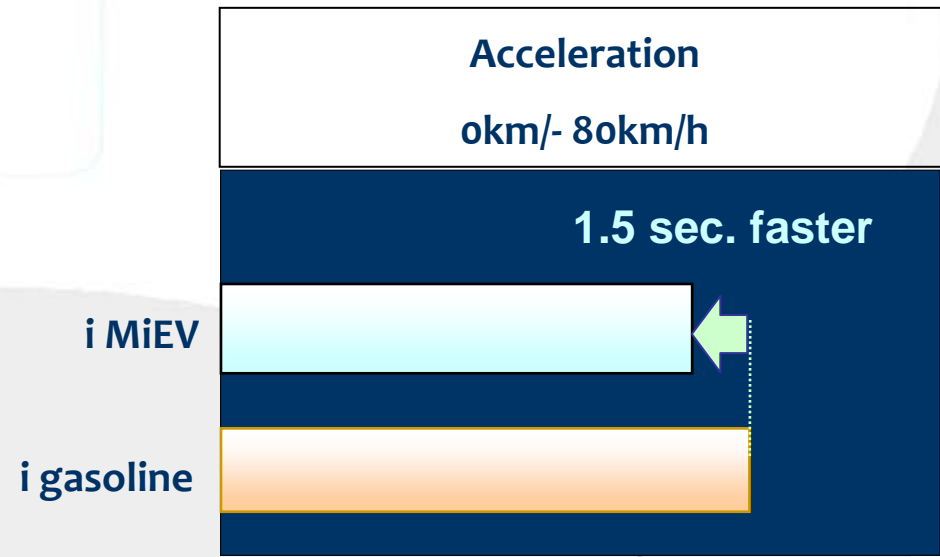 Acceleration
0km/- 80km/h
1.5 sec. faster
i MiEV
i gasoline